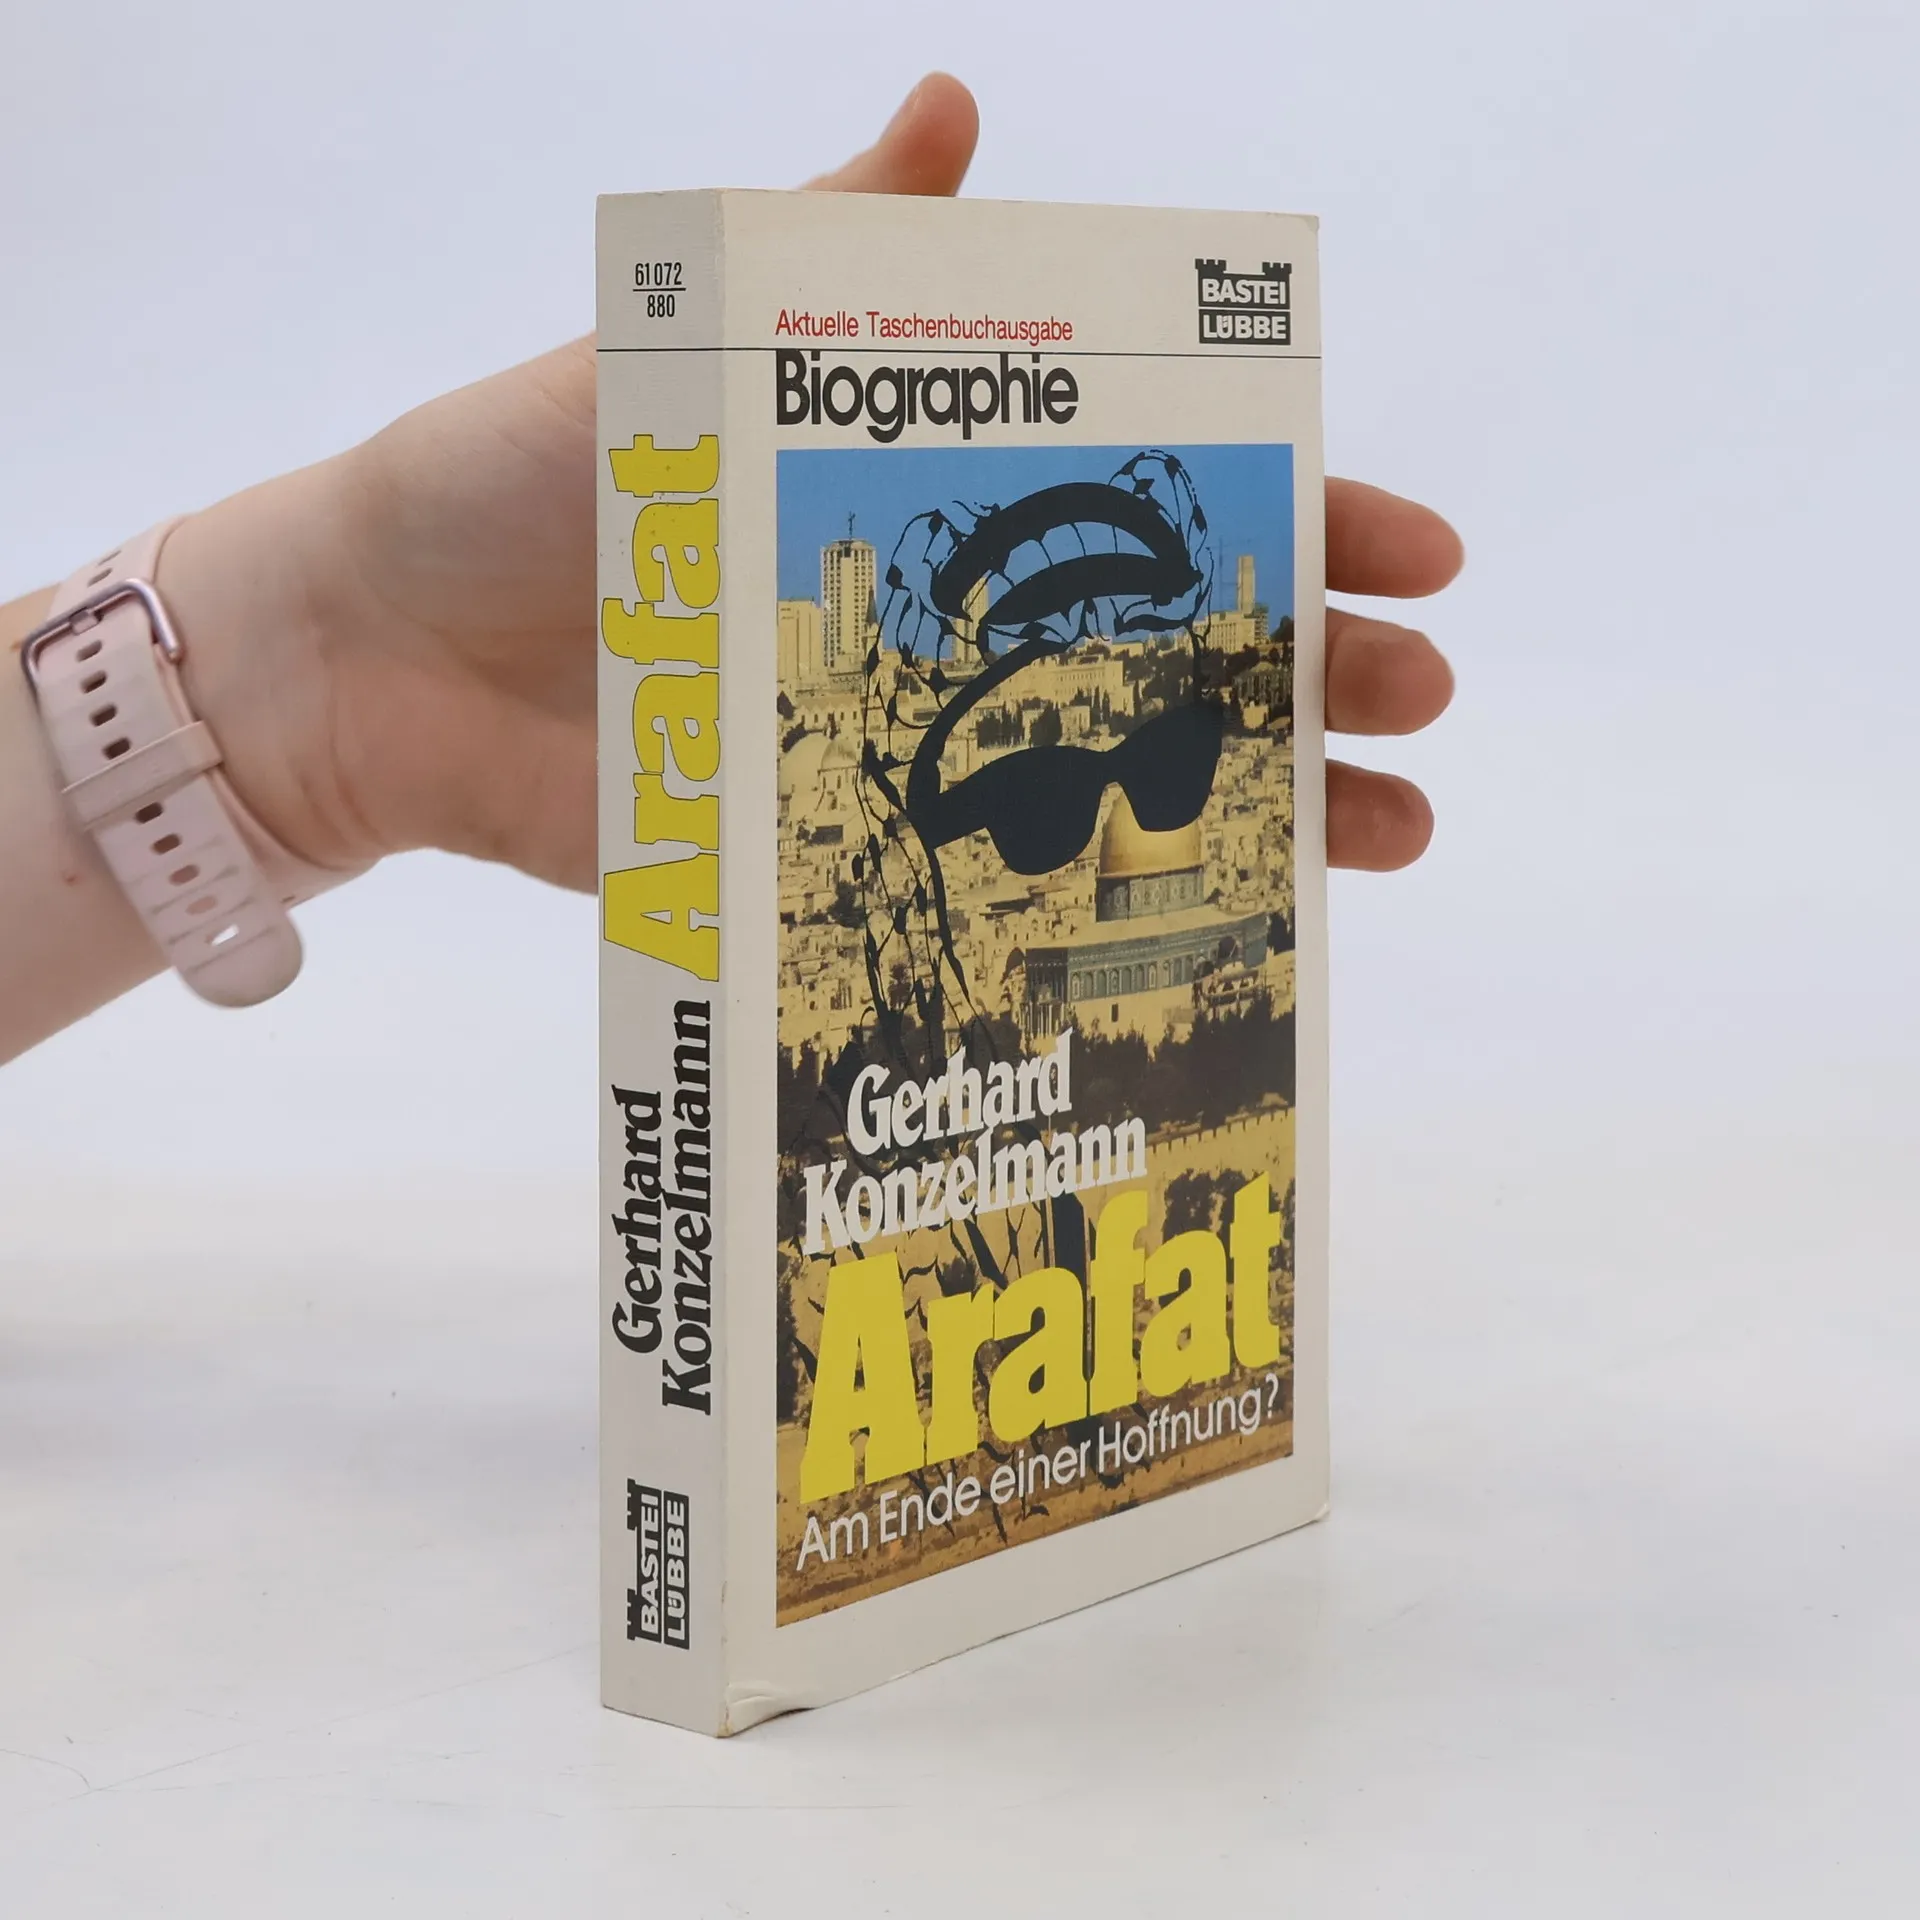 61072
880
Arafat
Gerhard
Konzelmann
BASTEI
LÜBBE
Aktuelle Taschenbuchausgabe
BASTEI
LÜBBE
Biographie
Gerhard
Konzelmann
Arafat
Am Ende einer Hoffnung?